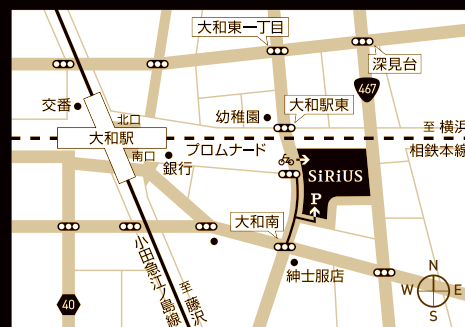 大和東一丁目
深見台
467
交番
北口
幼稚園
大和駅東
至 横浜
大和駅
相鉄本線
南口
銀行
プロムナード
SiRiUS
P
大和南
小田急江ノ島線
至 藤沢
紳士服店
40
N
W
E
S